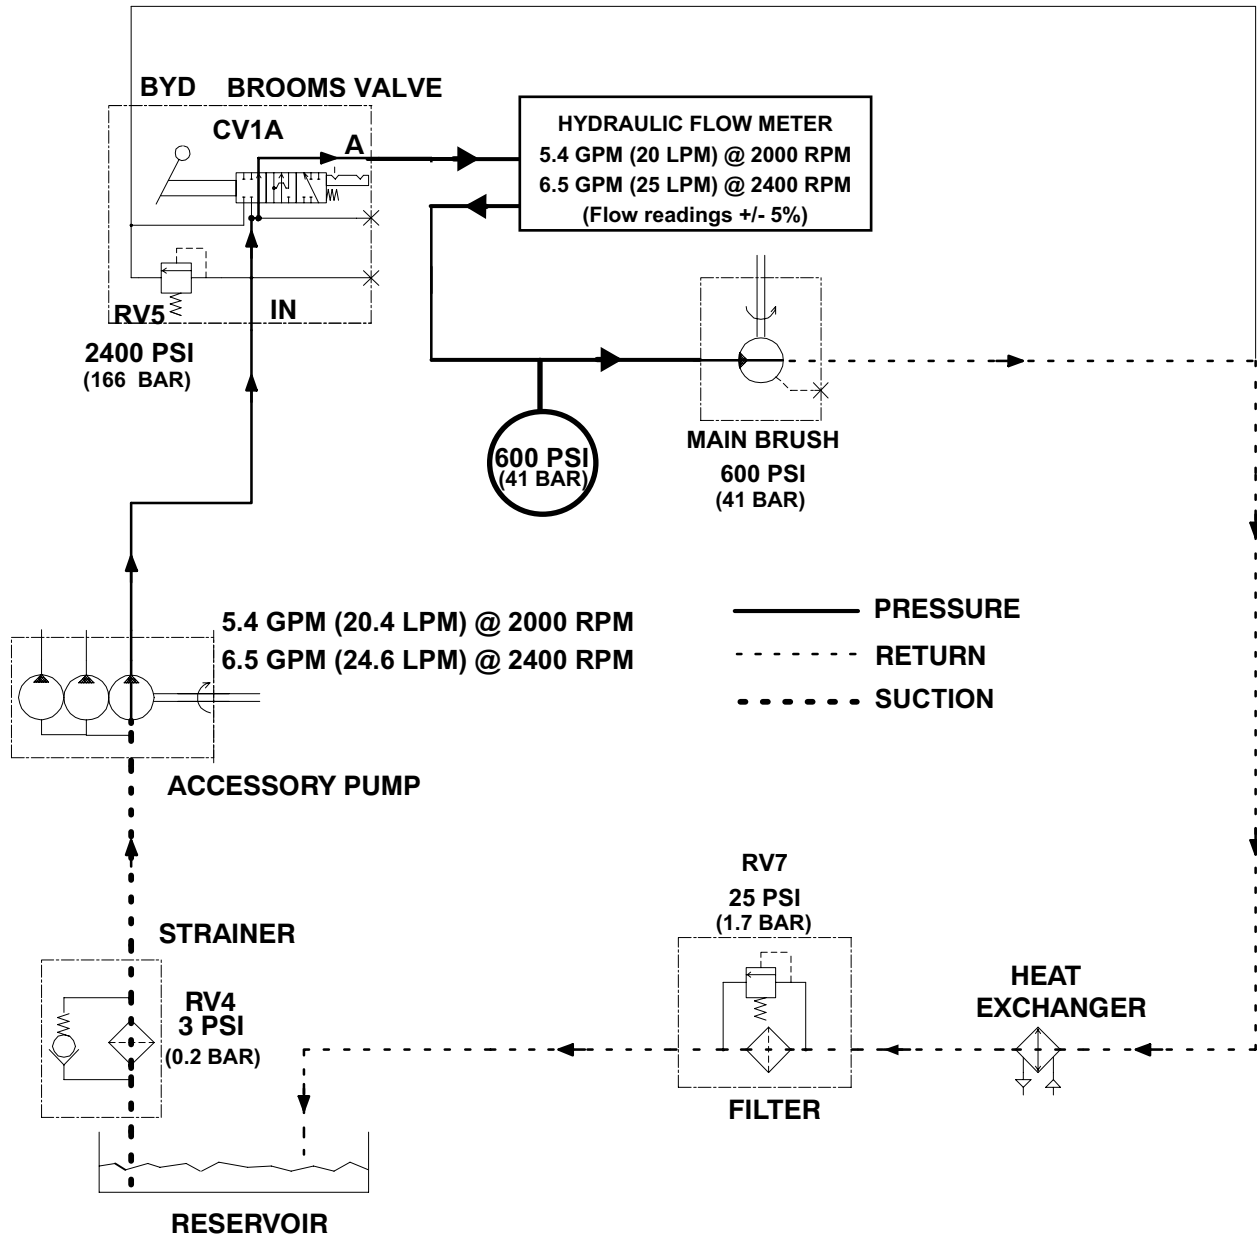 BYD BROOMS VALVE
CV1A
A
HYDRAULIC FLOW METER
5.4 GPM (20 LPM) @ 2000 RPM
6.5 GPM (25 LPM) @ 2400 RPM
(Flow readings +/- 5%)
RV5
IN
2400 PSI
(166 BAR)
600 PSI
(41 BAR)
MAIN BRUSH
600 PSI
(41 BAR)
5.4 GPM (20.4 LPM) @ 2000 RPM
6.5 GPM (24.6 LPM) @ 2400 RPM
PRESSURE
RETURN
SUCTION
ACCESSORY PUMP
STRAINER
RV4
3 PSI
(0.2 BAR)
RV7
25 PSI
(1.7 BAR)
FILTER
HEAT
EXCHANGER
RESERVOIR